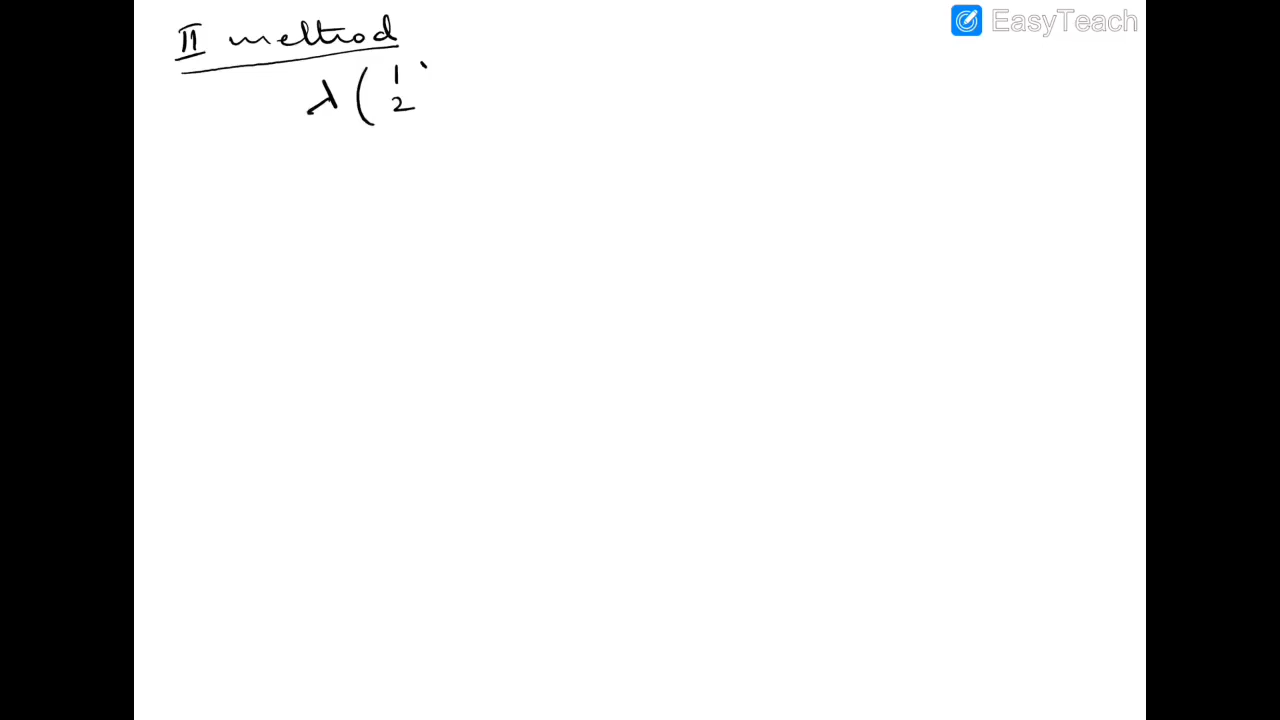 II method
EasyTeach
λ ( 1
2